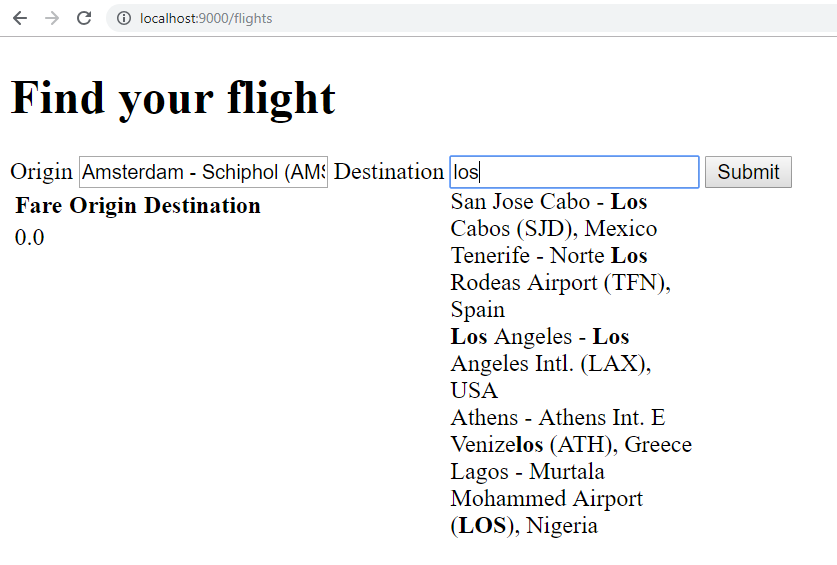 localhost:9000/flights
Find your flight
Origin Amsterdam - Schiphol (AMS Destination los Submit
Fare Origin Destination
0.0
San Jose Cabo - Los
Cabos (SJD), Mexico
Tenerife - Norte Los
Rodeas Airport (TFN),
Spain
Los Angeles - Los
Angeles Intl. (LAX),
USA
Athens - Athens Int. E
Venizelos (ATH), Greece
Lagos - Murtala
Mohammed Airport
(LOS), Nigeria